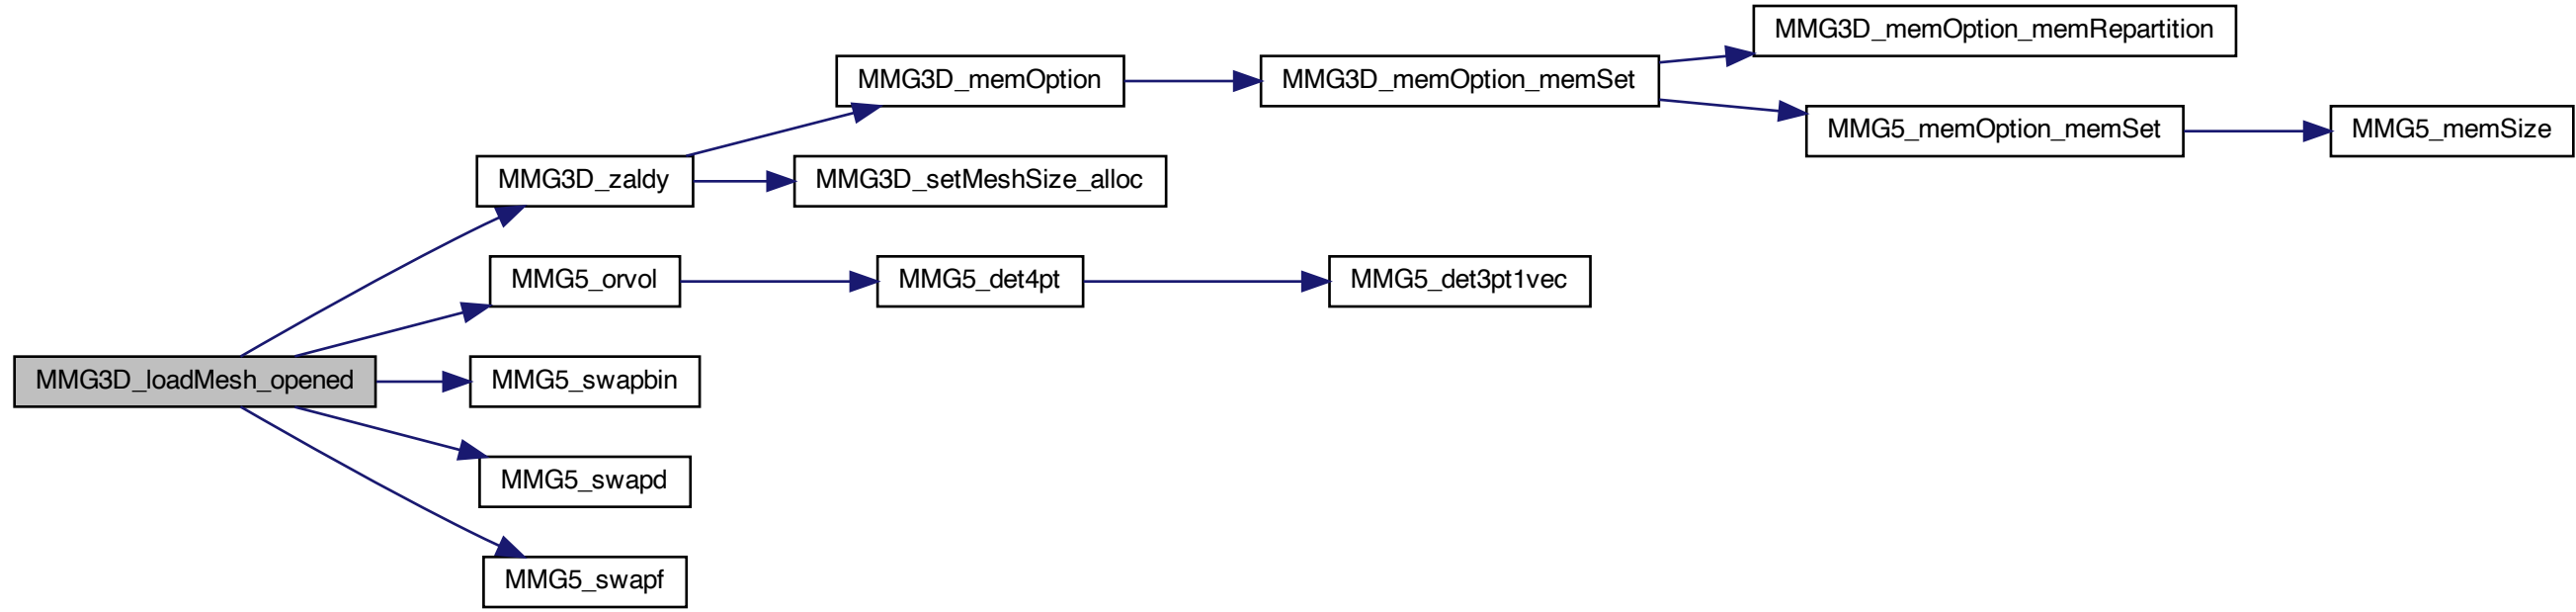 MMG3D_memOption_memRepartition
MMG3D_memOption
MMG3D_memOption_memSet
MMG5_memOption_memSet
MMG5_memSize
MMG3D_zaldy
MMG3D_setMeshSize_alloc
MMG5_orvol
MMG5_det4pt
MMG5_det3pt1vec
MMG3D_loadMesh_opened
MMG5_swapbin
MMG5_swapd
MMG5_swapf